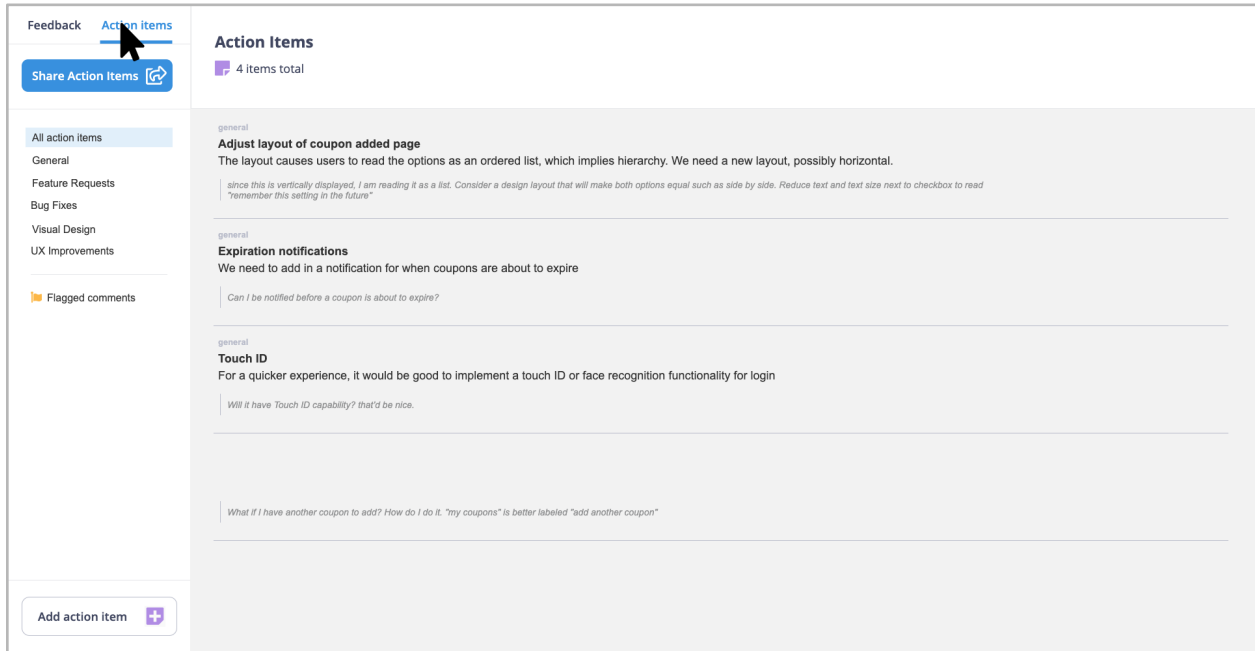 Feedback
Action items
Share Action Items
All action items
General
Feature Requests
Bug Fixes
Visual Design
UX Improvements
Flagged comments
Add action item
Action Items
4 items total
general
Adjust layout of coupon added page
The layout causes users to read the options as an ordered list, which implies hierarchy. We need a new layout, possibly horizontal.
since this is vertically displayed, I am reading it as a list. Consider a design layout that will make both options equal such as side by side. Reduce text and text size next to checkbox to read
"remember this setting in the future"
general
Expiration notifications
We need to add in a notification for when coupons are about to expire
Can I be notified before a coupon is about to expire?
general
Touch ID
For a quicker experience, it would be good to implement a touch ID or face recognition functionality for login
Will it have Touch ID capability? that'd be nice.
What if I have another coupon to add? How do I do it. "my coupons" is better labeled "add another coupon"